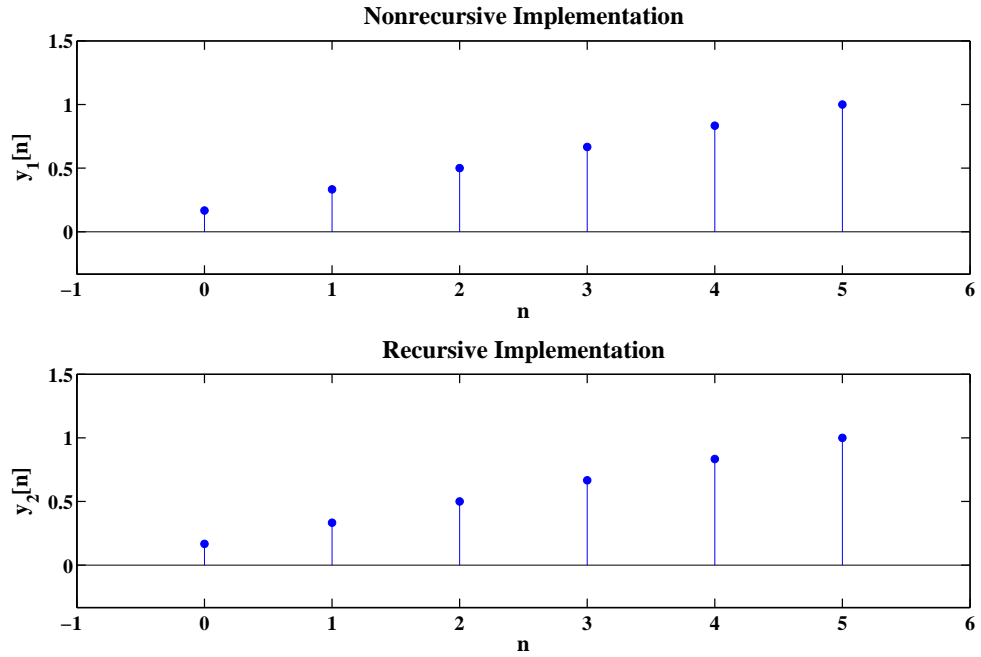 Nonrecursive Implementation
1.5
1
0.5
0
y1[n]
−1 0 1 2 3 4 5 6
n
Recursive Implementation
1.5
1
0.5
0
y2[n]
−1 0 1 2 3 4 5 6
n